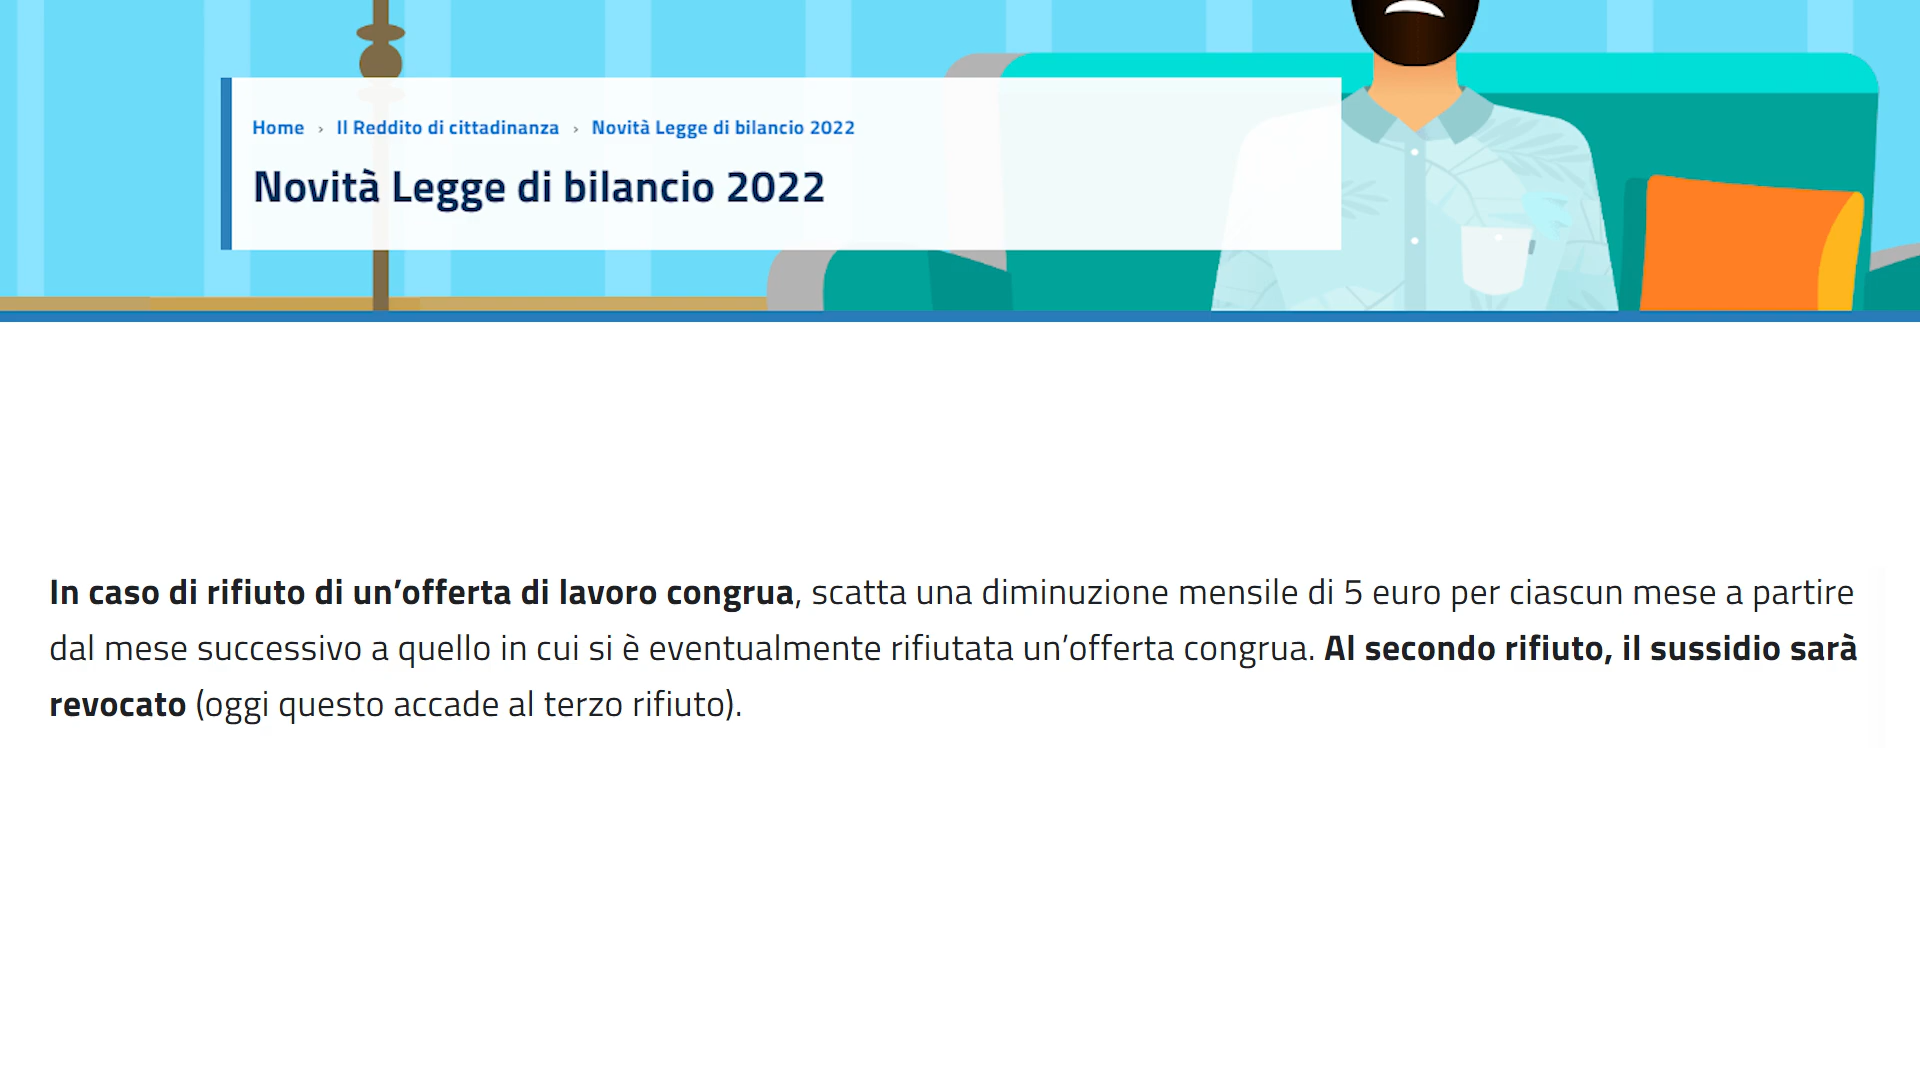 Home › Il Reddito di cittadinanza › Novità Legge di bilancio 2022
Novità Legge di bilancio 2022
In caso di rifiuto di un’offerta di lavoro congrua, scatta una diminuzione mensile di 5 euro per ciascun mese a partire
dal mese successivo a quello in cui si è eventualmente rifiutata un’offerta congrua. Al secondo rifiuto, il sussidio sarà
revocato (oggi questo accade al terzo rifiuto).